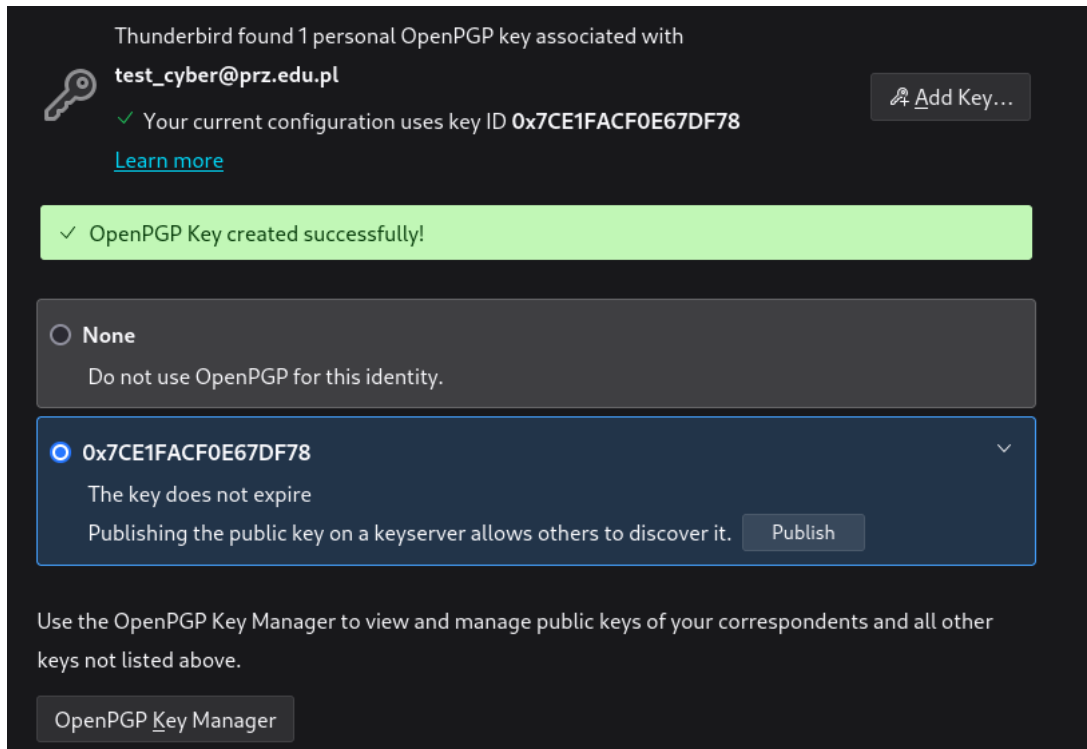 Thunderbird found 1 personal OpenPGP key associated with
test_cyber@prz.edu.pl
Add Key...
Your current configuration uses key ID 0x7CE1FACF0E67DF78
Learn more
OpenPGP Key created successfully!
None
Do not use OpenPGP for this identity.
0x7CE1FACF0E67DF78
The key does not expire
Publishing the public key on a keyserver allows others to discover it. Publish
Use the OpenPGP Key Manager to view and manage public keys of your correspondents and all other
keys not listed above.
OpenPGP Key Manager